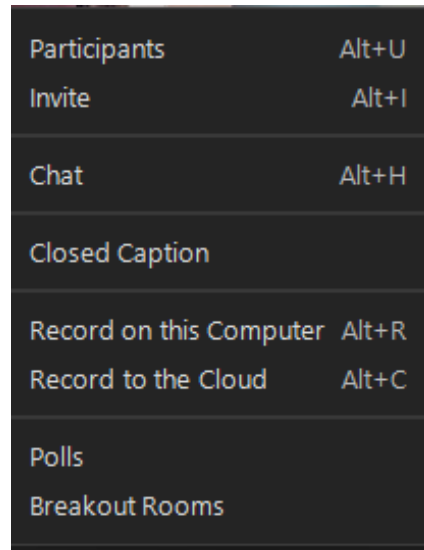 Participants Alt+U
Invite Alt+I
Chat Alt+H
Closed Caption
Record on this Computer Alt+R
Record to the Cloud Alt+C
Polls
Breakout Rooms